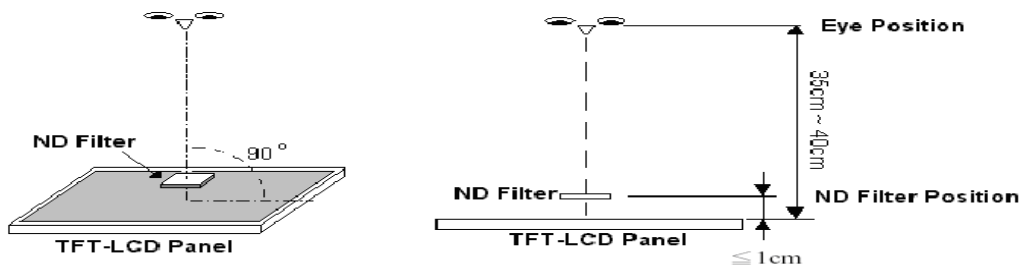 ND Filter
90°
TFT-LCD Panel
Eye Position
35cm ~ 40cm
ND Filter
ND Filter Position
TFT-LCD Panel
≦ 1cm